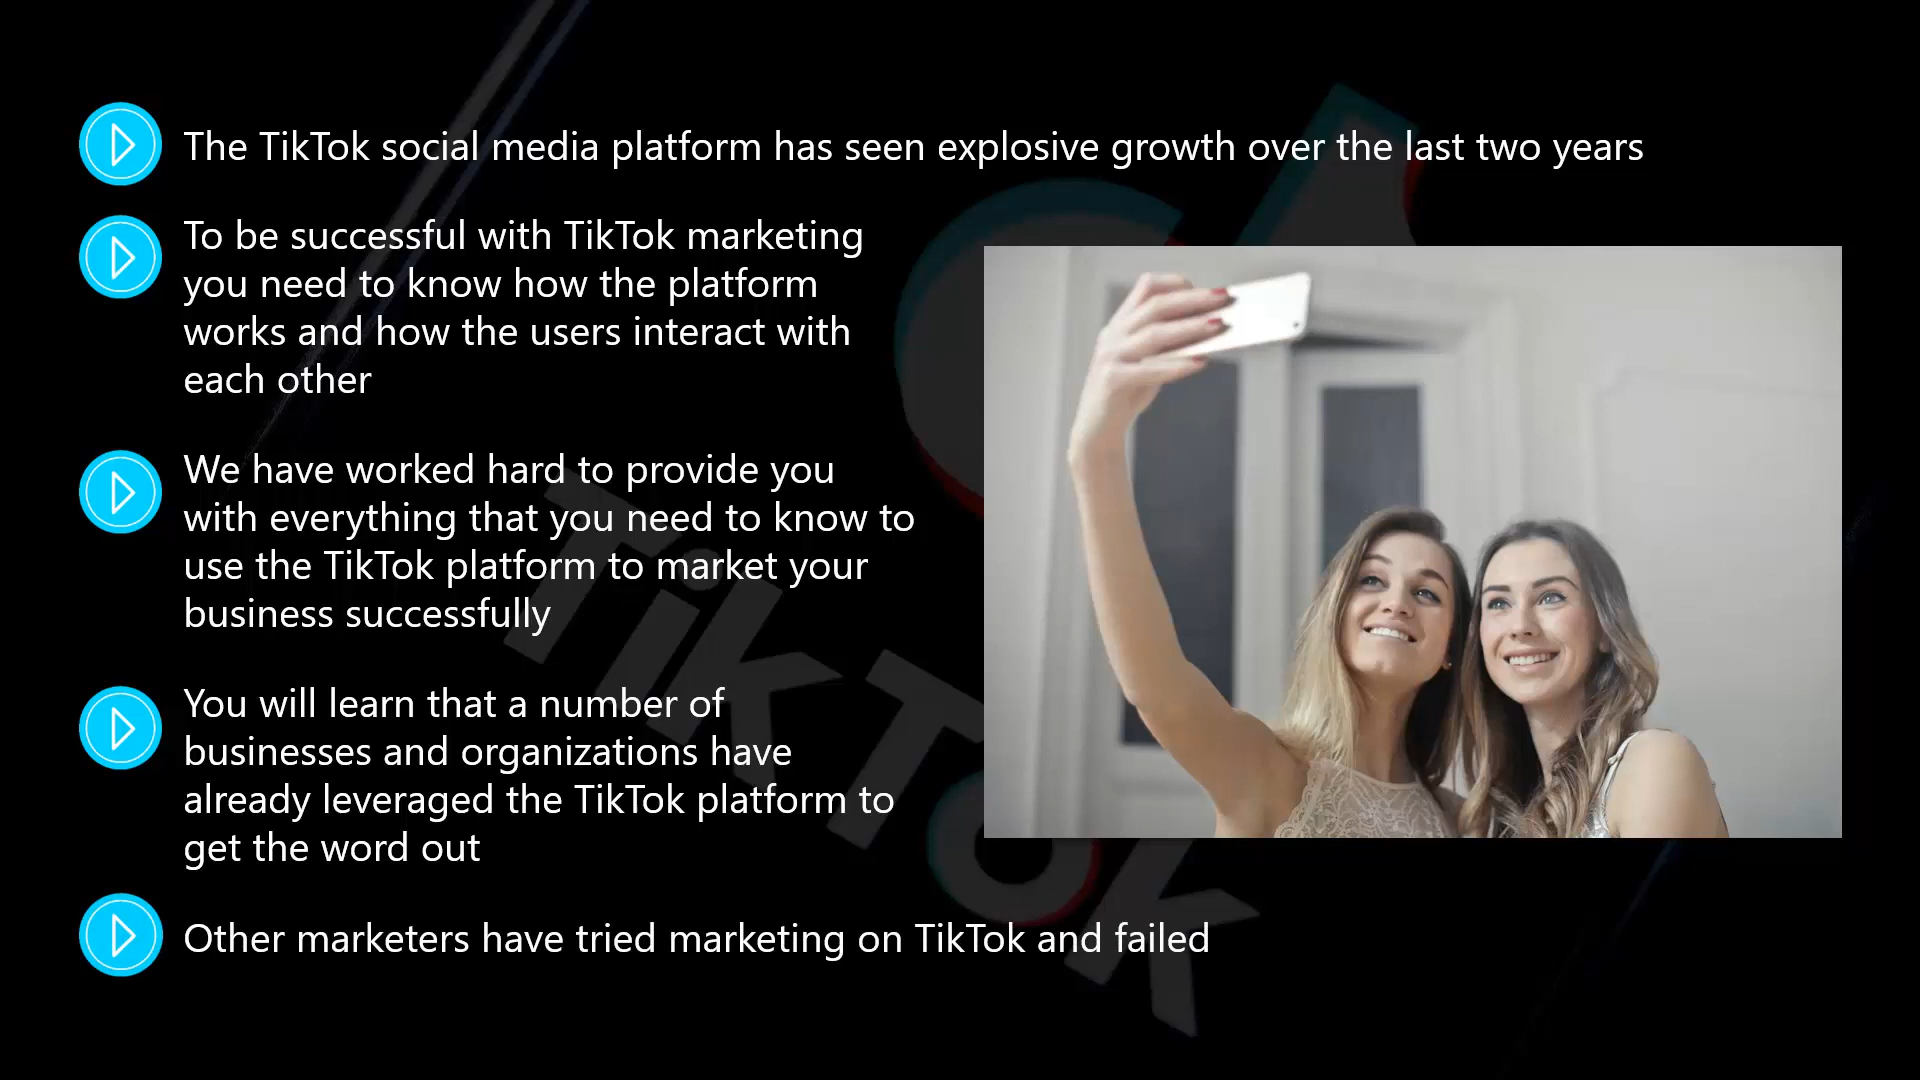 The TikTok social media platform has seen explosive growth over the last two years
To be successful with TikTok marketing
you need to know how the platform
works and how the users interact with
each other
We have worked hard to provide you
with everything that you need to know to
use the TikTok platform to market your
business successfully
You will learn that a number of
businesses and organizations have
already leveraged the TikTok platform to
get the word out
Other marketers have tried marketing on TikTok and failed
TikTok